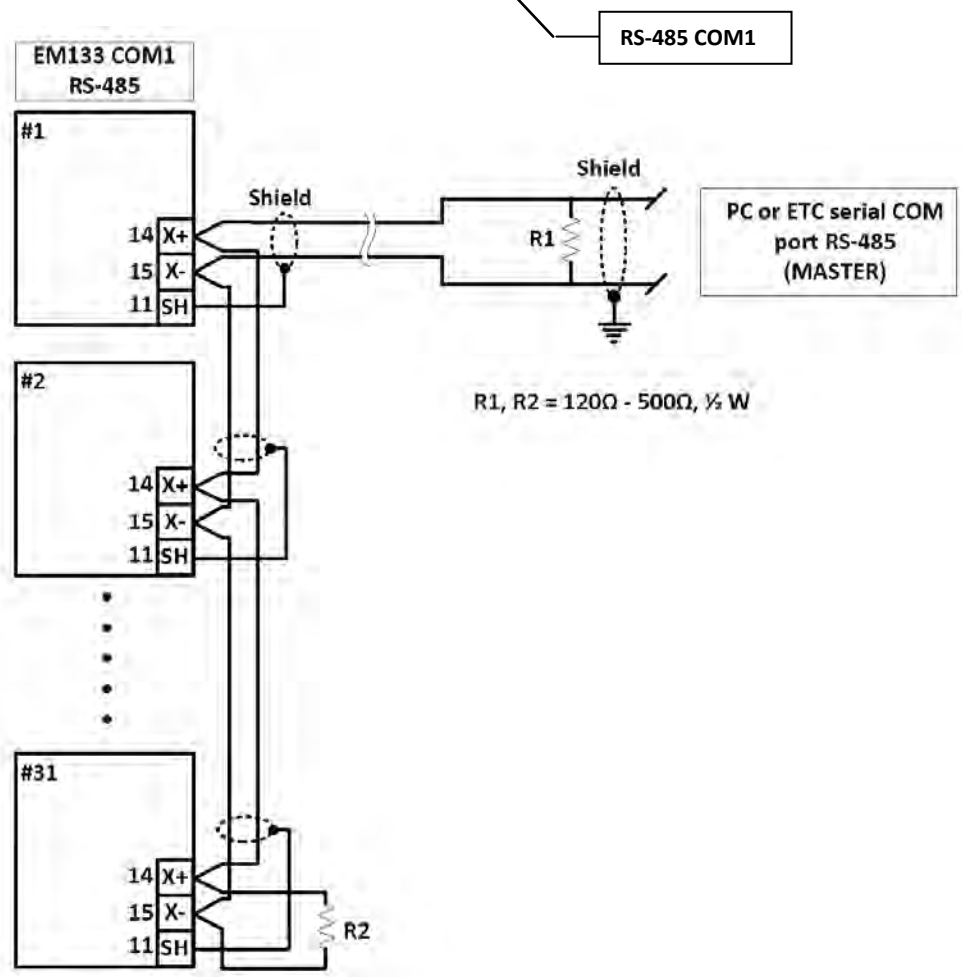 RS-485 COM1
EM133 COM1
RS-485
#1
Shield
Shield
14 X+
15 X-
11 SH
R1
PC or ETC serial COM
port RS-485
(MASTER)
R1, R2 = 120Ω - 500Ω, ½ W
#2
14 X+
15 X-
11 SH
#31
14 X+
15 X-
11 SH
R2